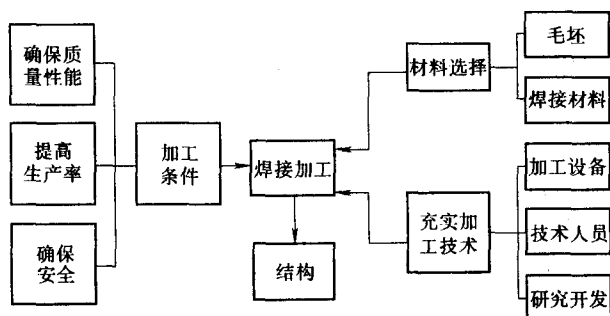 确保质
量性能
提高
生产率
确保
安全
加工
条件
焊接加工
结构
材料选择
毛坯
焊接材料
充实加
工技术
加工设备
技术人员
研究开发